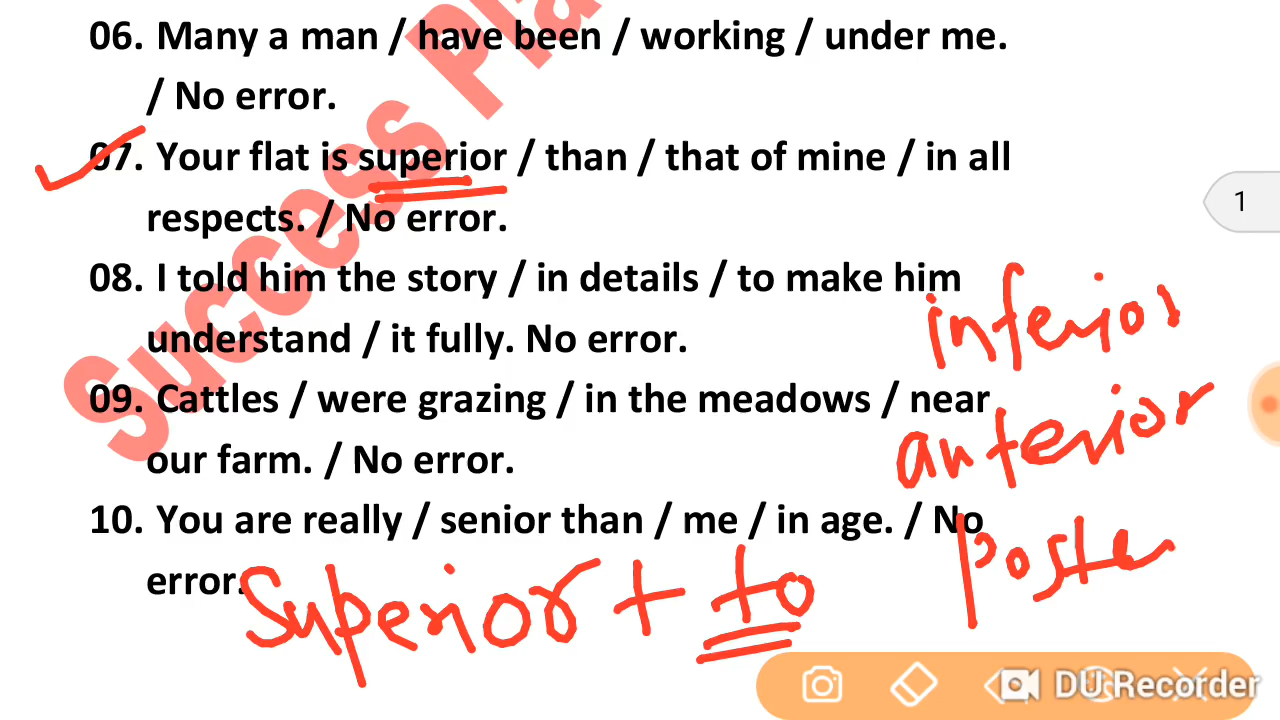 06. Many a man / have been / working / under me.
/ No error.
07. Your flat is superior / than / that of mine / in all
respects. / No error.
08. I told him the story / in details / to make him
understand / it fully. No error.
09. Cattles / were grazing / in the meadows / near
our farm. / No error.
10. You are really / senior than / me / in age. / No
error.
Success Pla
1
inferior
anterior
poste
Superior + to
DU Recorder